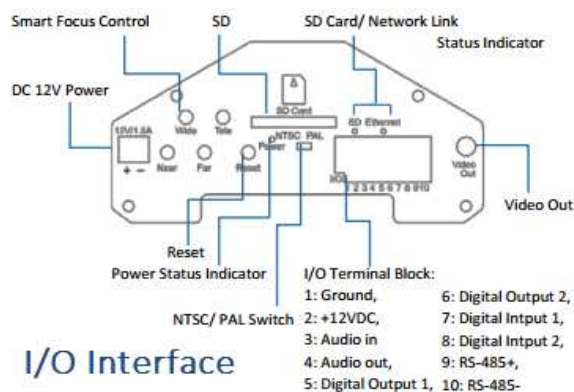 Smart Focus Control
SD
SD Card/ Network Link
Status Indicator
DC 12V Power
SD Card
12V/1.5A
Wide
Tele
NTSC PAL
SD
Ethernet
Power
+ −
Near
Far
Reset
I/O
1 2 3 4 5 6 7 8 9 10
Video
Out
Reset
Video Out
Power Status Indicator
NTSC/ PAL Switch
I/O Terminal Block:
1: Ground,
2: +12VDC,
3: Audio in
4: Audio out,
5: Digital Output 1,
6: Digital Output 2,
7: Digital Intput 1,
8: Digital Intput 2,
9: RS-485+,
10: RS-485-
I/O Interface